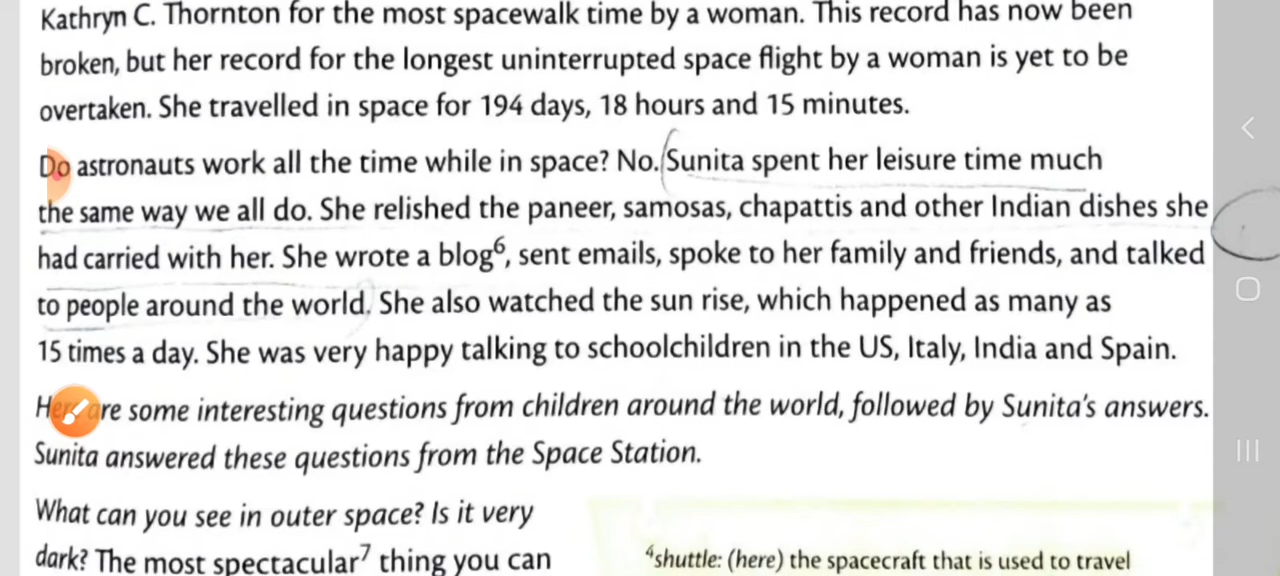 Kathryn C. Thornton for the most spacewalk time by a woman. This record has now been
broken, but her record for the longest uninterrupted space flight by a woman is yet to be
overtaken. She travelled in space for 194 days, 18 hours and 15 minutes.
Do astronauts work all the time while in space? No. Sunita spent her leisure time much
the same way we all do. She relished the paneer, samosas, chapattis and other Indian dishes she
had carried with her. She wrote a blog⁶, sent emails, spoke to her family and friends, and talked
to people around the world. She also watched the sun rise, which happened as many as
15 times a day. She was very happy talking to schoolchildren in the US, Italy, India and Spain.
Here are some interesting questions from children around the world, followed by Sunita's answers.
Sunita answered these questions from the Space Station.
What can you see in outer space? Is it very
dark? The most spectacular⁷ thing you can
⁴shuttle: (here) the spacecraft that is used to travel